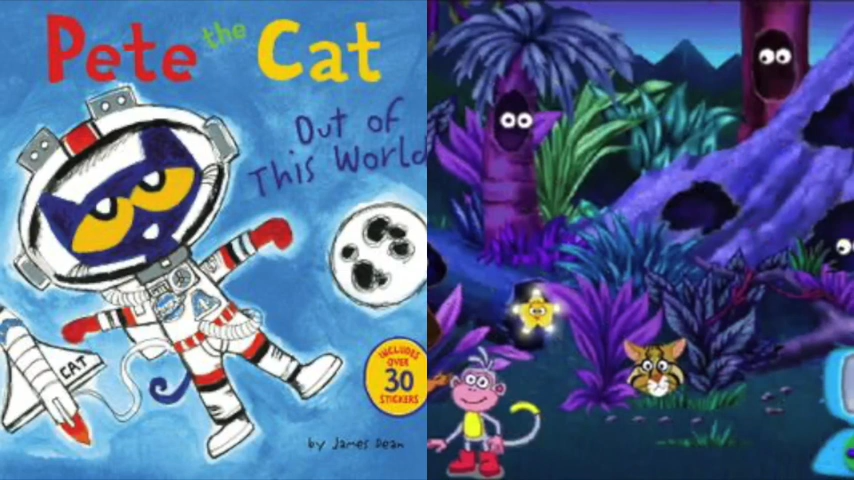 Pete the Cat
Out of
This World
CAT
INCLUDES
OVER
30
STICKERS
by James Dean